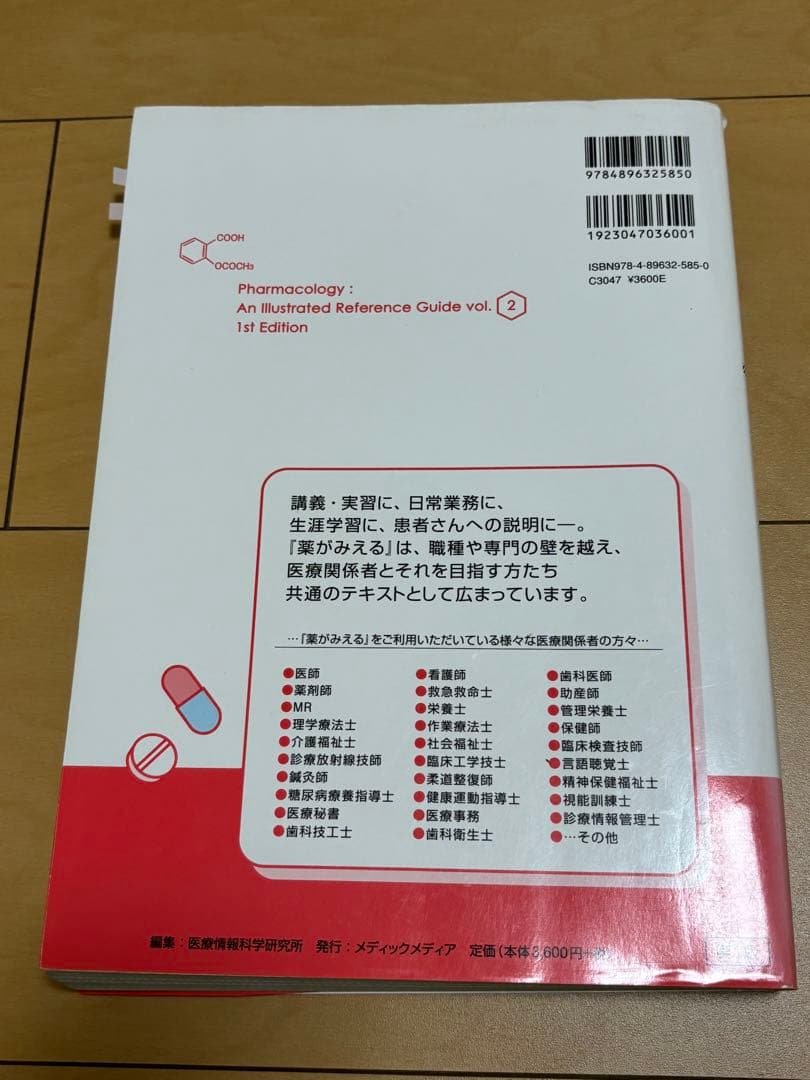 9784896325850
1923047036001
ISBN978-4-89632-585-0
C3047 ¥3600E
COOH
OCOCH3
Pharmacology :
An Illustrated Reference Guide vol. 2
1st Edition
講義・実習に、日常業務に、
生涯学習に、患者さんへの説明に―。
『薬がみえる』は、職種や専門の壁を越え、
医療関係者とそれを目指す方たち
共通のテキストとして広まっています。
…『薬がみえる』をご利用いただいている様々な医療関係者の方々…
●医師 ●看護師 ●歯科医師
●薬剤師 ●救急救命士 ●助産師
●MR ●栄養士 ●管理栄養士
●理学療法士 ●作業療法士 ●保健師
●介護福祉士 ●社会福祉士 ●臨床検査技師
●診療放射線技師 ●臨床工学技士 ●言語聴覚士
●鍼灸師 ●柔道整復師 ●精神保健福祉士
●糖尿病療養指導士 ●健康運動指導士 ●視能訓練士
●医療秘書 ●医療事務 ●診療情報管理士
●歯科技工士 ●歯科衛生士 ●…その他
編集：医療情報科学研究所 発行：メディックメディア 定価(本体3,600円+税)